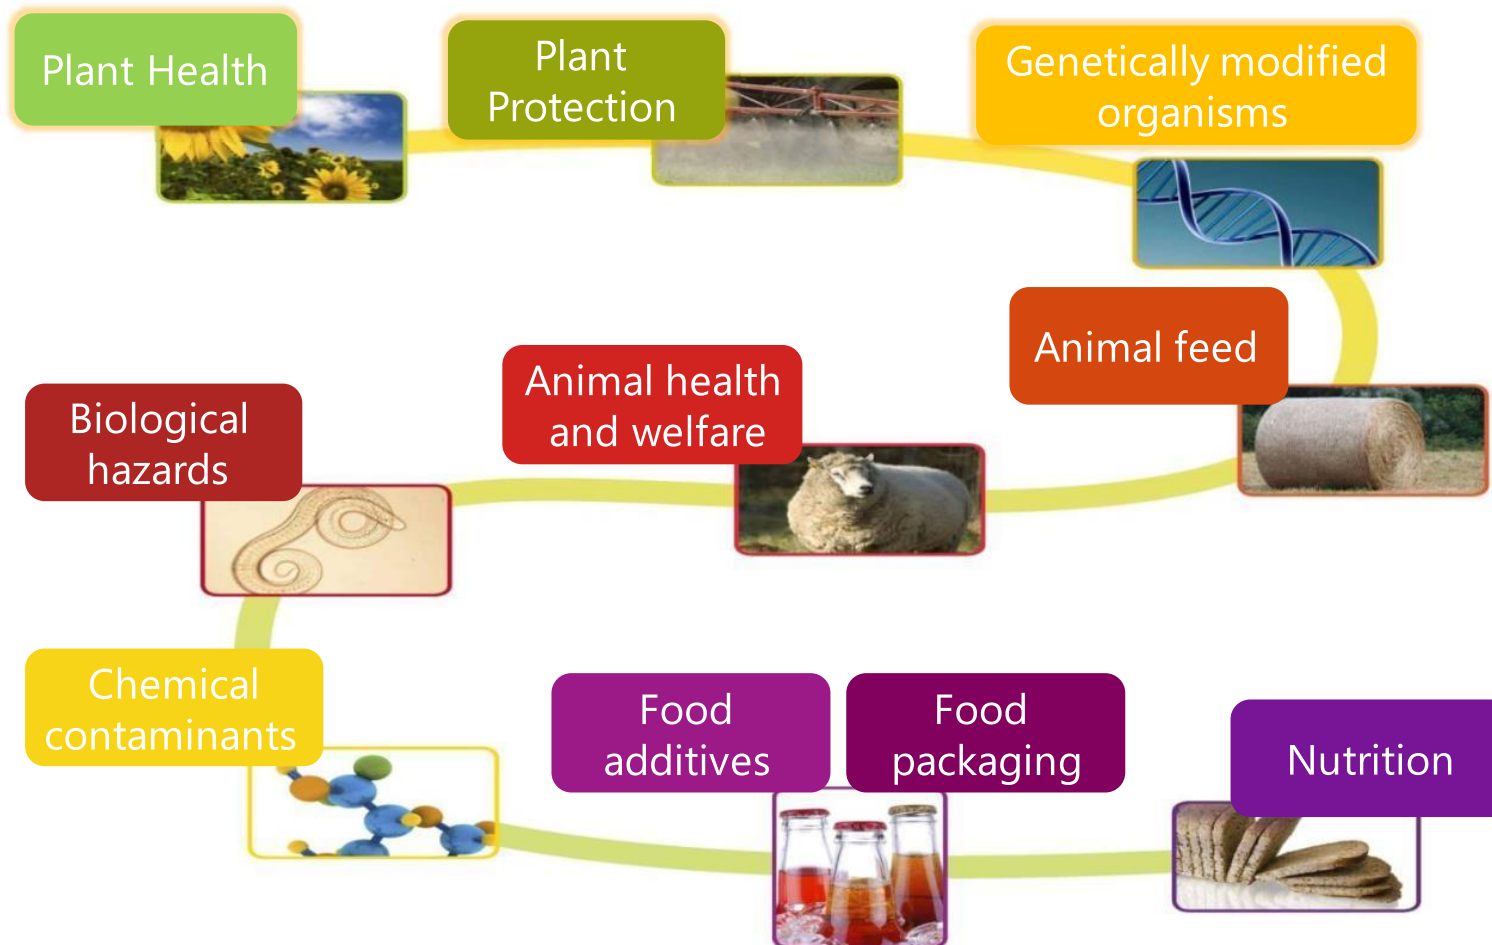 Plant Health
Plant
Protection
Genetically modified
organisms
Animal feed
Animal health
and welfare
Biological
hazards
Chemical
contaminants
Food
additives
Food
packaging
Nutrition